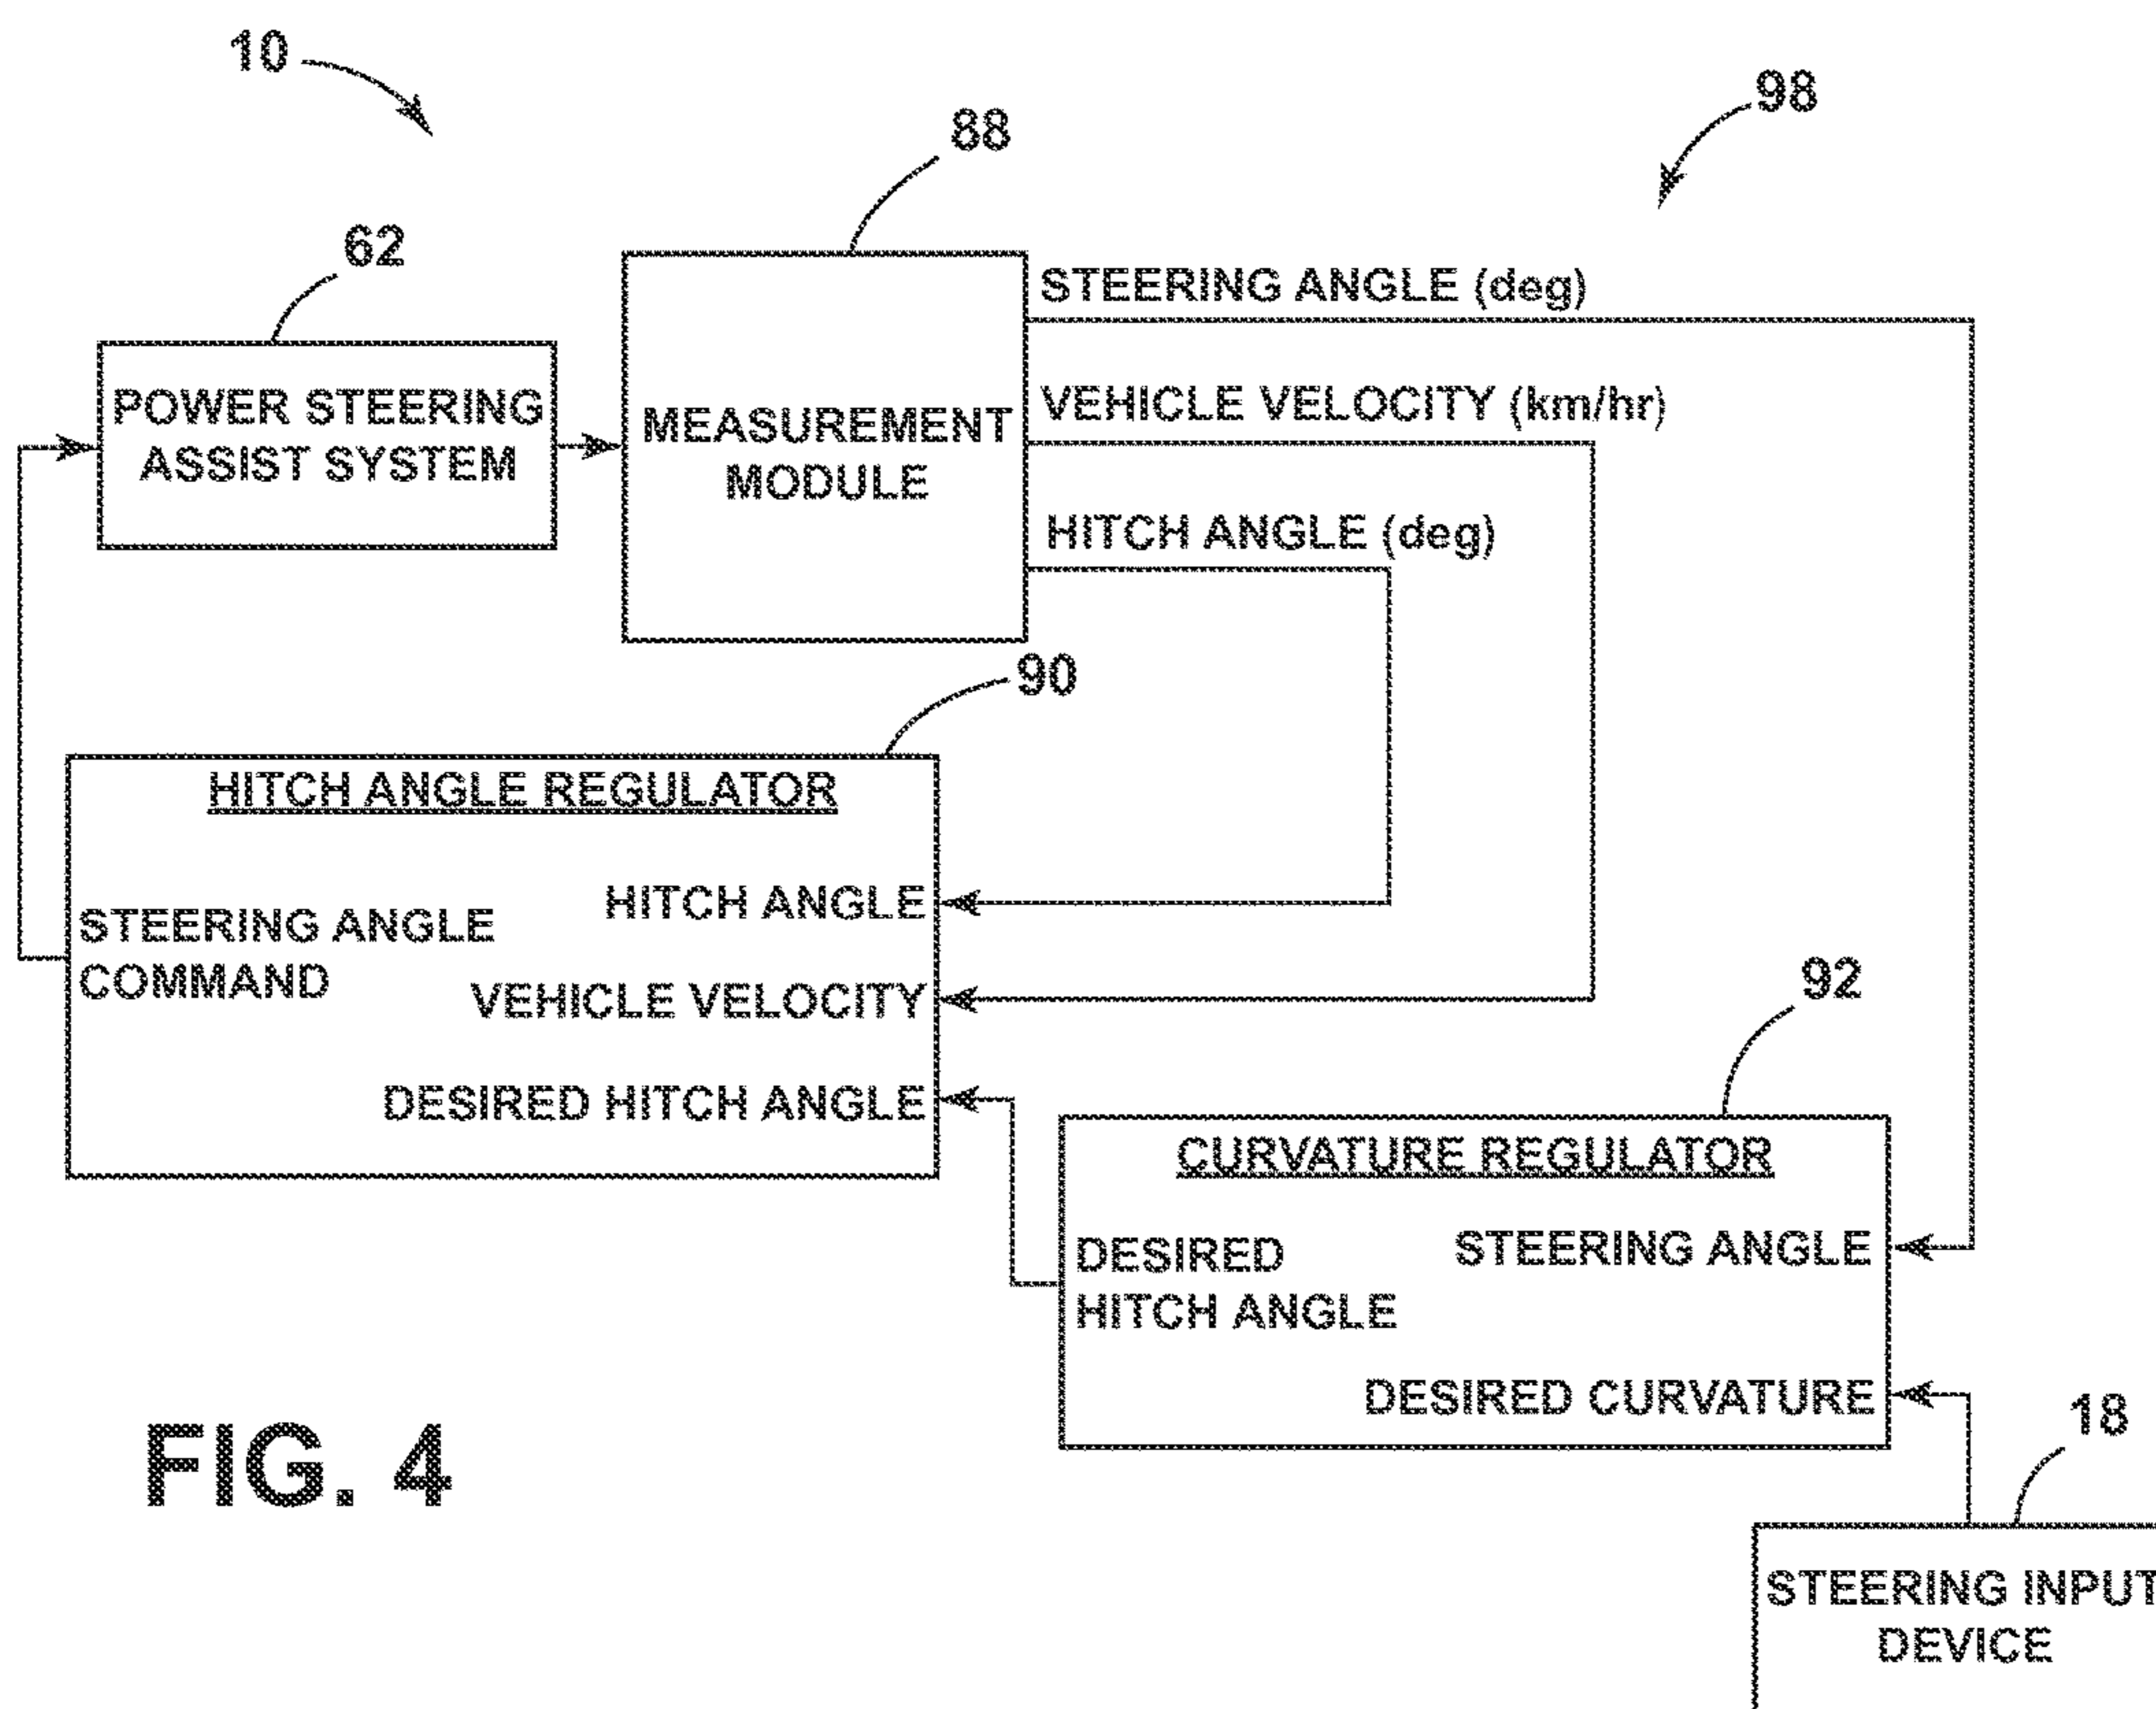 10
98
88
62
STEERING ANGLE (deg)
VEHICLE VELOCITY (km/hr)
HITCH ANGLE (deg)
POWER STEERING
ASSIST SYSTEM
MEASUREMENT
MODULE
90
HITCH ANGLE REGULATOR
HITCH ANGLE
STEERING ANGLE
COMMAND
VEHICLE VELOCITY
DESIRED HITCH ANGLE
92
CURVATURE REGULATOR
STEERING ANGLE
DESIRED
HITCH ANGLE
DESIRED CURVATURE
18
STEERING INPUT
DEVICE
FIG. 4